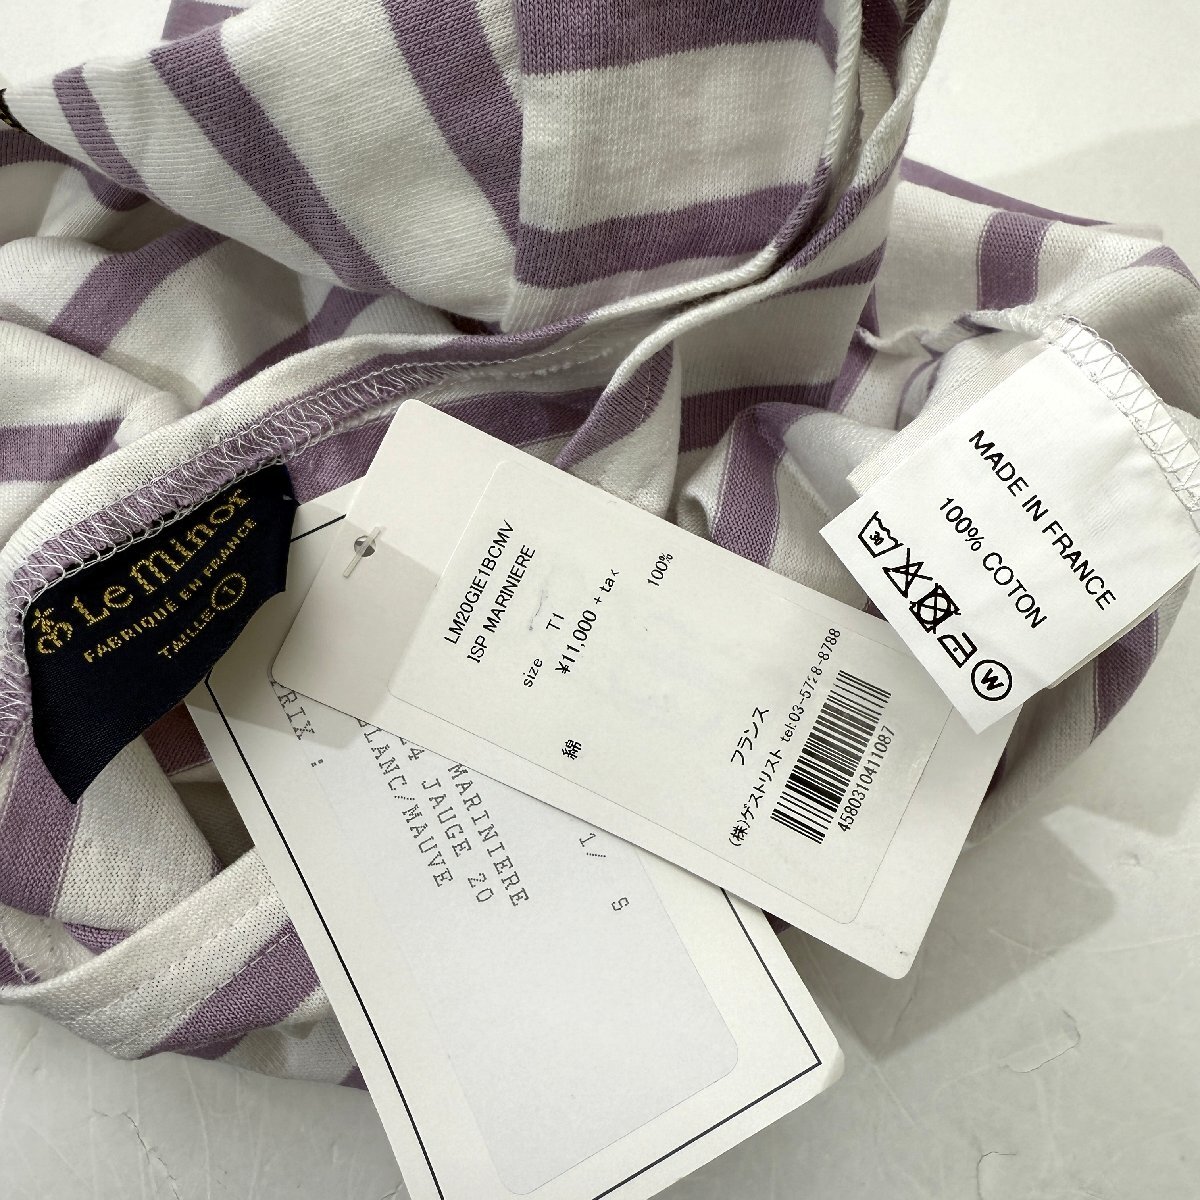 Le minor
FABRIQUE EN FRANCE
TAILLE 1
LM20GIE1BCMV
ISP MARINIERE
size T1
¥11,000 + tax
綿 100%
フランス
(株)ゲストリスト tel:03-5728-8788
4580310411087
MADE IN FRANCE
100% COTON
30
W
MARINIERE
JAUGE 20
BLANC/MAUVE
1/ S